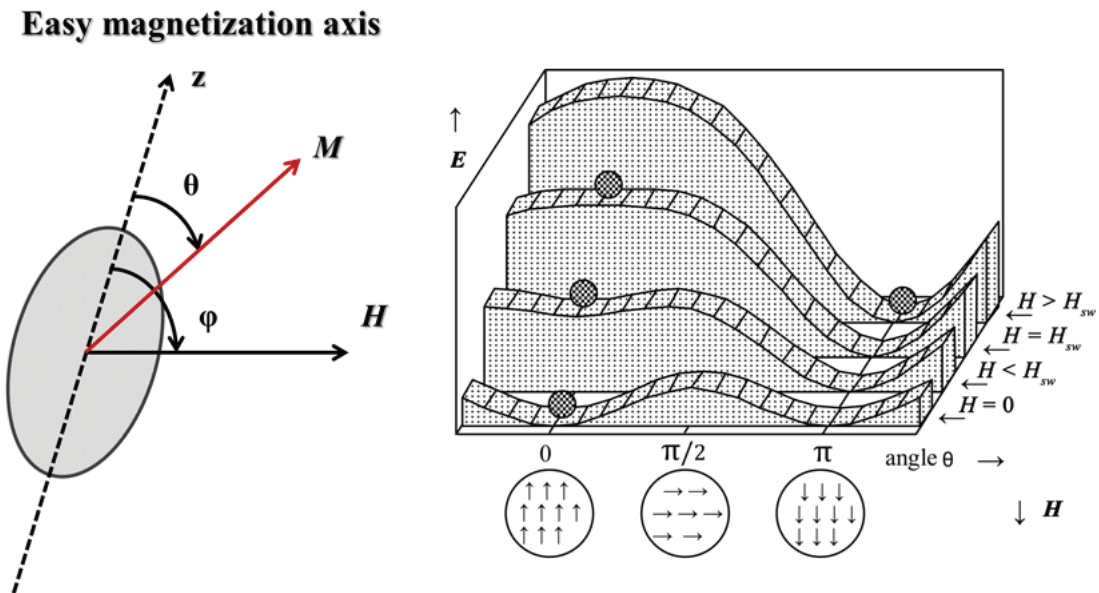 Easy magnetization axis
z
M
θ
φ
H
↑
E
H > H_sw
H = H_sw
H < H_sw
H = 0
0 π/2 π angle θ →
↓ H